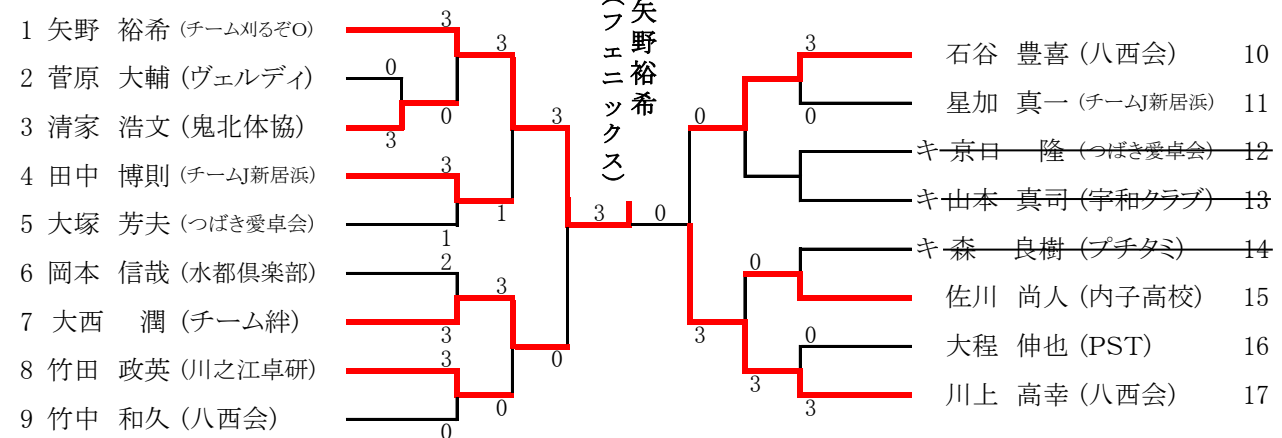 1 矢野 裕希 (チーム刈るぞO)
2 菅原 大輔 (ヴェルディ)
3 清家 浩文 (鬼北体協)
4 田中 博則 (チームJ新居浜)
5 大塚 芳夫 (つばき愛卓会)
6 岡本 信哉 (水都倶楽部)
7 大西 潤 (チーム絆)
8 竹田 政英 (川之江卓研)
9 竹中 和久 (八西会)
3
0
3
0
3
1
2
3
3
0
3
1
3
0
3
0
3
矢野裕希
(フェニックス)
0
0
3
0
3
3
0
0
3
石谷 豊喜 (八西会) 10
星加 真一 (チームJ新居浜) 11
キ 京口 隆 (つばき愛卓会) 12
キ 山本 真司 (宇和クラブ) 13
キ 森 良樹 (プチタミ) 14
佐川 尚人 (内子高校) 15
大程 伸也 (PST) 16
川上 高幸 (八西会) 17